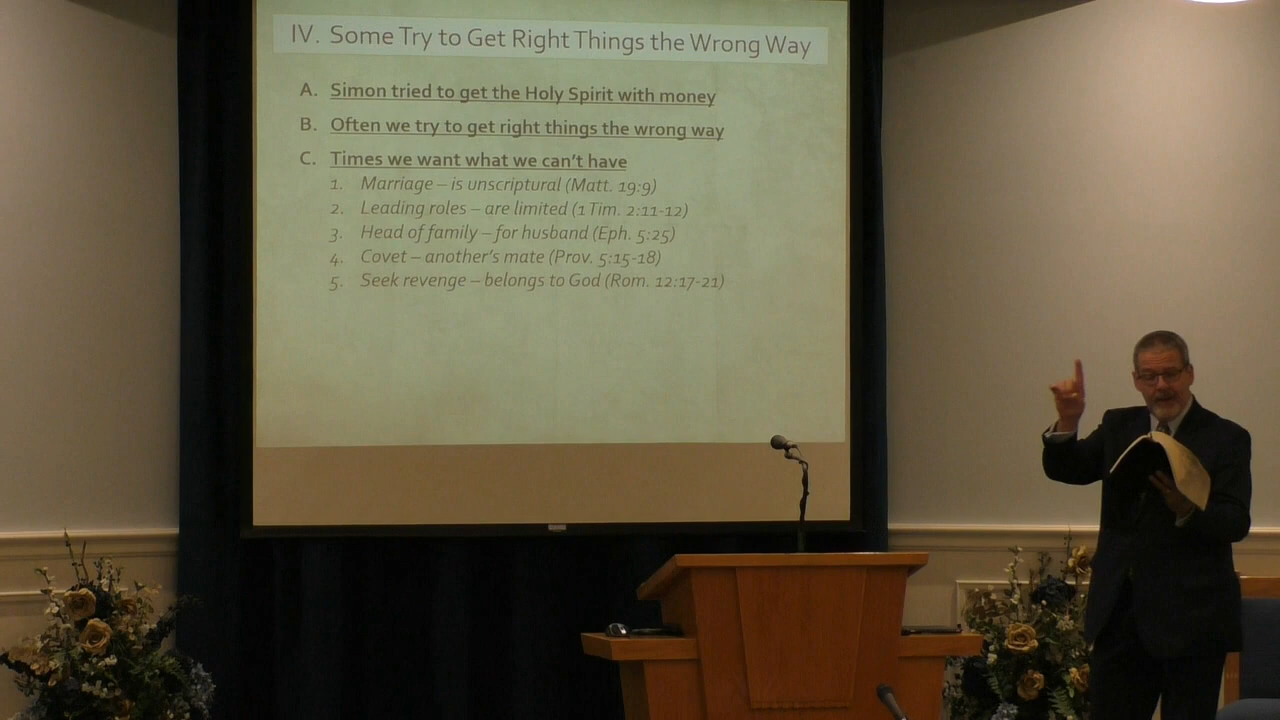 IV. Some Try to Get Right Things the Wrong Way
A. Simon tried to get the Holy Spirit with money
B. Often we try to get right things the wrong way
C. Times we want what we can't have
1. Marriage – is unscriptural (Matt. 19:9)
2. Leading roles – are limited (1 Tim. 2:11-12)
3. Head of family – for husband (Eph. 5:25)
4. Covet – another's mate (Prov. 5:15-18)
5. Seek revenge – belongs to God (Rom. 12:17-21)